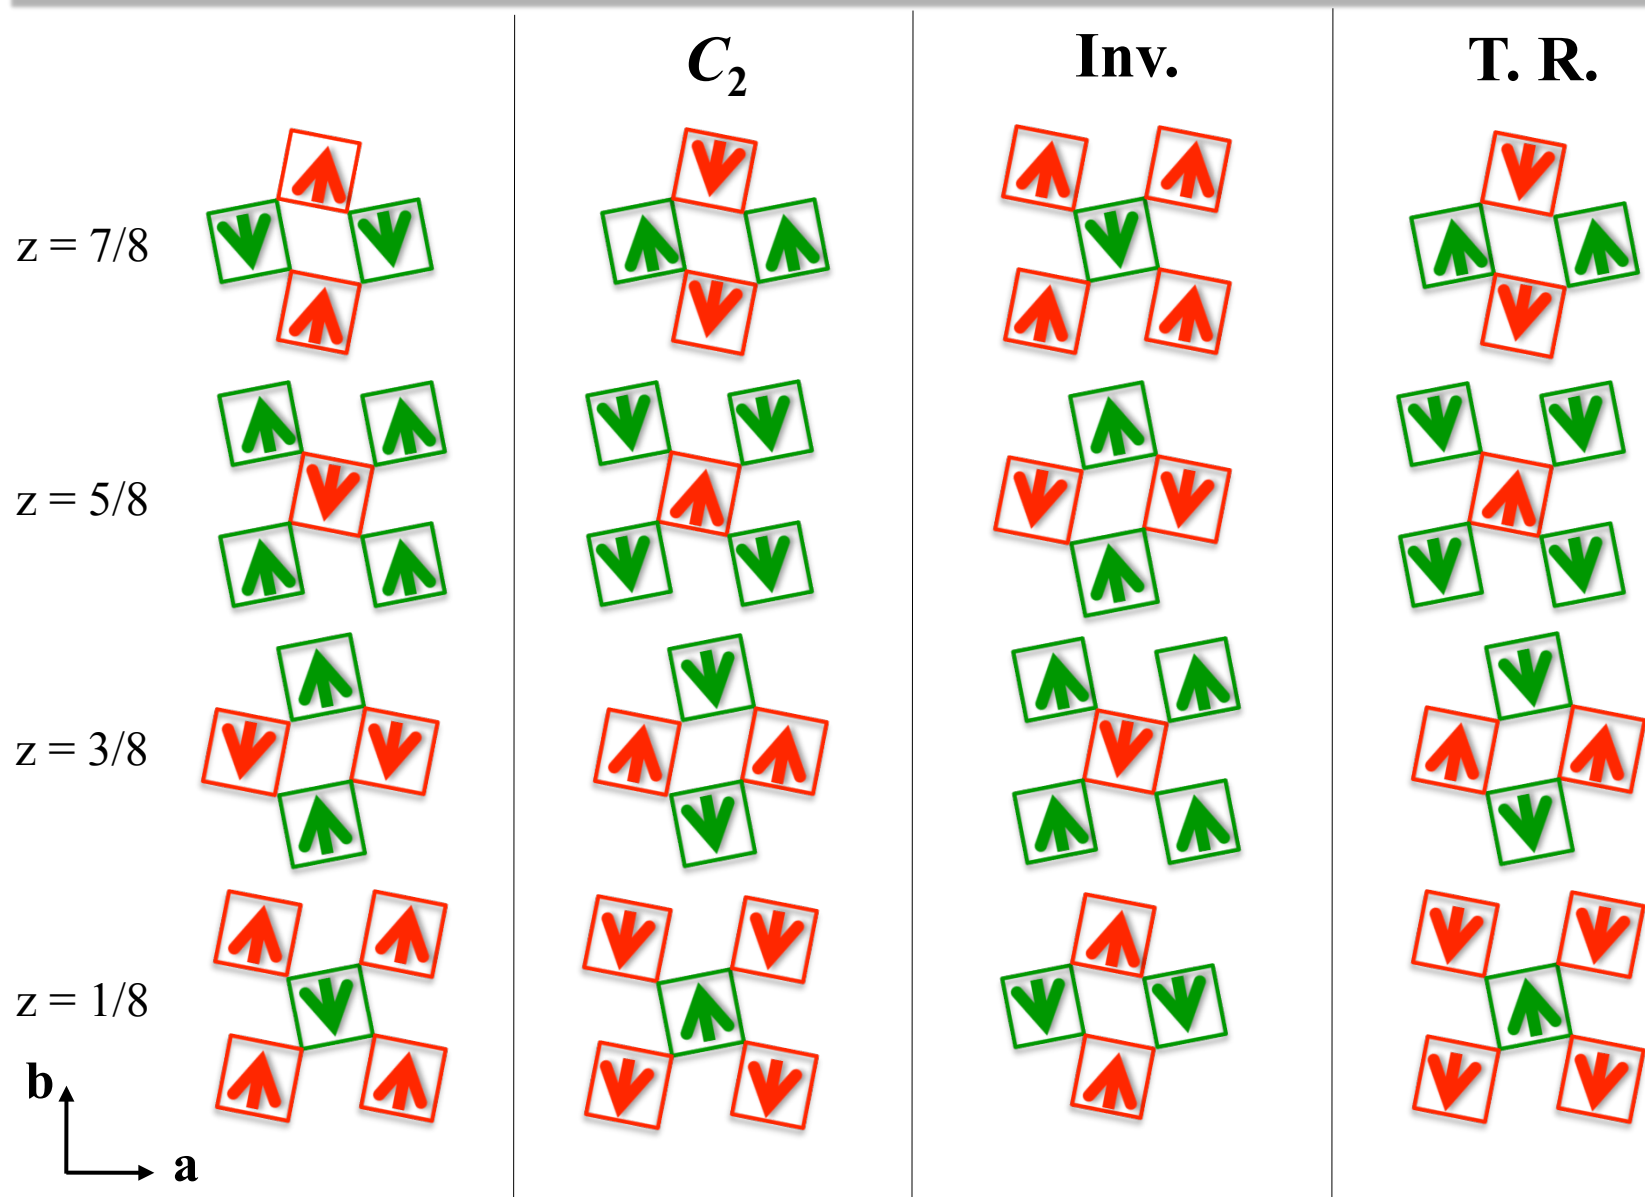 C₂ Inv. T. R.
z = 7/8
z = 5/8
z = 3/8
z = 1/8
b
a